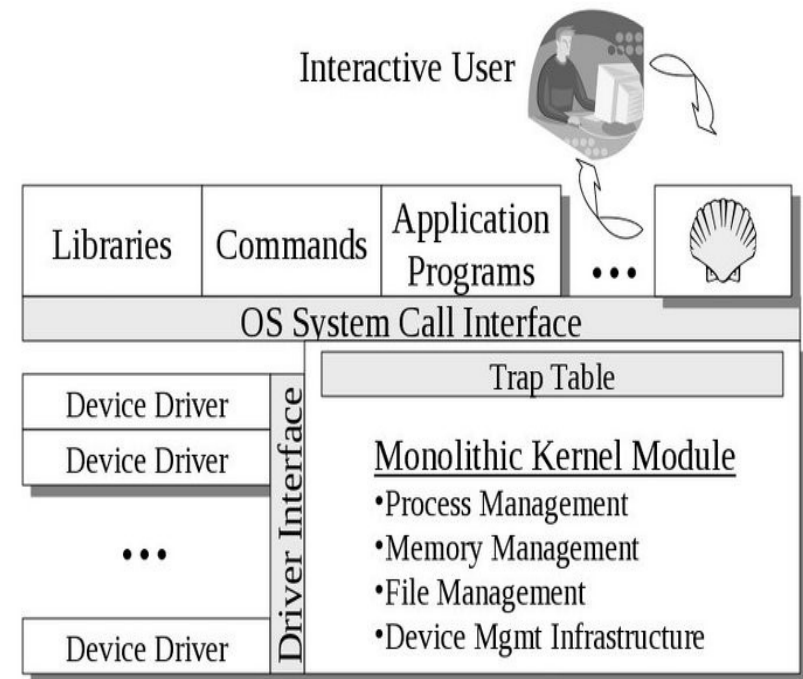 Interactive User
Libraries
Commands
Application
Programs
•••
OS System Call Interface
Trap Table
Device Driver
Device Driver
•••
Device Driver
Driver Interface
Monolithic Kernel Module
•Process Management
•Memory Management
•File Management
•Device Mgmt Infrastructure